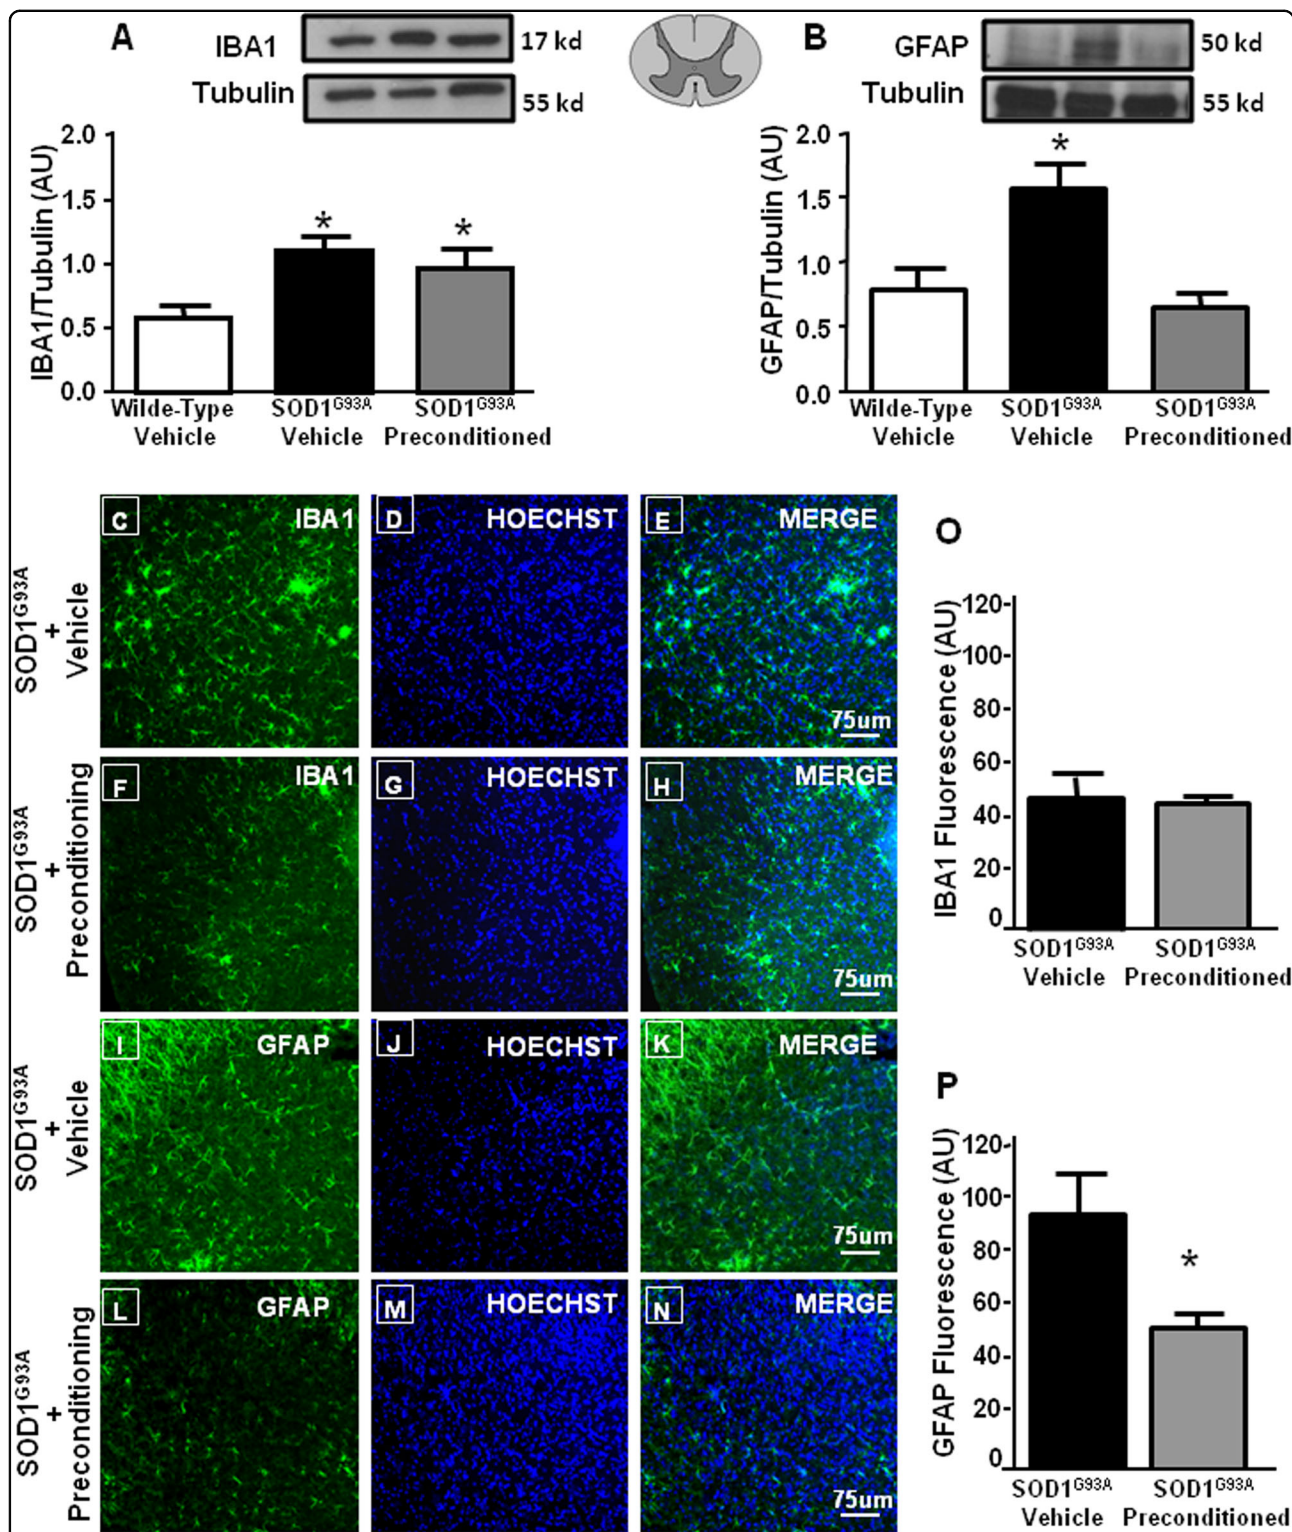 A
IBA1
17 kd
Tubulin
55 kd
IBA1/Tubulin (AU)
2.0
1.5
1.0
0.5
0.0
*
*
Wilde-Type Vehicle
SOD1G93A Vehicle
SOD1G93A Preconditioned
B
GFAP
50 kd
Tubulin
55 kd
GFAP/Tubulin (AU)
2.0
1.5
1.0
0.5
0.0
*
Wilde-Type Vehicle
SOD1G93A Vehicle
SOD1G93A Preconditioned
SOD1G93A + Vehicle
C IBA1
D HOECHST
E MERGE
75um
SOD1G93A + Preconditioning
F IBA1
G HOECHST
H MERGE
75um
SOD1G93A + Vehicle
I GFAP
J HOECHST
K MERGE
75um
SOD1G93A + Preconditioning
L GFAP
M HOECHST
N MERGE
75um
O
IBA1 Fluorescence (AU)
120-
100-
80-
60-
40-
20-
0
SOD1G93A Vehicle
SOD1G93A Preconditioned
P
GFAP Fluorescence (AU)
120-
100-
80-
60-
40-
20-
0
*
SOD1G93A Vehicle
SOD1G93A Preconditioned